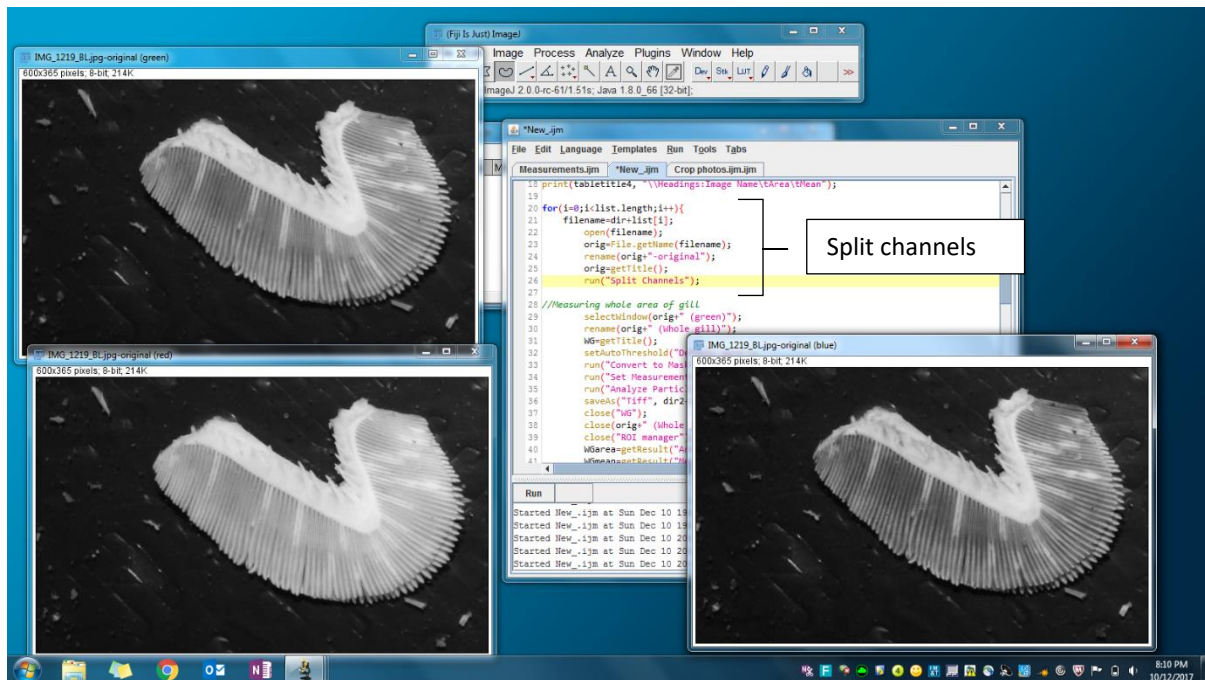 (Fiji Is Just) ImageJ
Image Process Analyze Plugins Window Help
Dev Stk LUT >>
ImageJ 2.0.0-rc-61/1.51s; Java 1.8.0_66 [32-bit];
IMG_1219_BL.jpg-original (green)
600x365 pixels; 8-bit; 214K
*New_.ijm
File Edit Language Templates Run Tools Tabs
Measurements.ijm *New_.ijm Crop photos.ijm.ijm
18 print(tabletitle4, "\\Headings:Image Name\tArea\tMean");
19
20 for(i=0;i<list.length;i++){
21 filename=dir+list[i];
22 open(filename);
23 orig=File.getName(filename);
24 rename(orig+"-original");
25 orig=getTitle();
26 run("Split Channels");
27
28 //Measuring whole area of gill
29 selectWindow(orig+" (green)");
30 rename(orig+" (Whole gill)");
31 WG=getTitle();
32 setAutoThreshold("D
33 run("Convert to Mas
34 run("Set Measuremen
35 run("Analyze Partic
36 saveAs("Tiff", dir2
37 close("WG");
38 close(orig+" (Whole
39 close("ROI manager"
40 WGarea=getResult("A
41 WGmean=getResult("M
Run
Started New_.ijm at Sun Dec 10 19
Started New_.ijm at Sun Dec 10 19
Started New_.ijm at Sun Dec 10 20
Started New_.ijm at Sun Dec 10 20
Started New_.ijm at Sun Dec 10 20
Split channels
IMG_1219_BL.jpg-original (red)
600x365 pixels; 8-bit; 214K
IMG_1219_BL.jpg-original (blue)
600x365 pixels; 8-bit; 214K
8:10 PM
10/12/2017